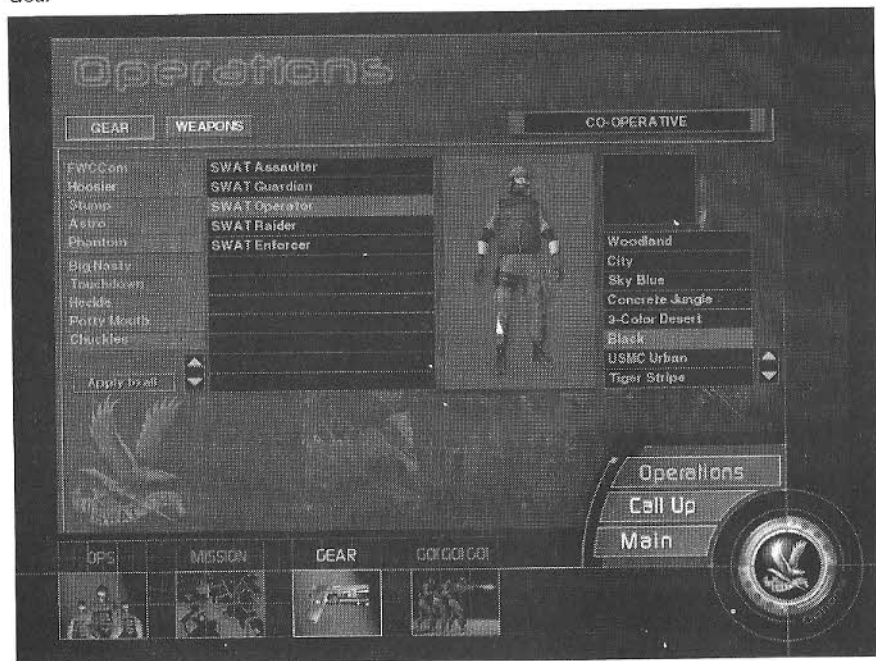 Gear
Operations
GEAR WEAPONS
CO-OPERATIVE
FWCCom
Hoosier
Stump
Astro
Phantom
Big Nasty
Touchdown
Heckle
Potty Mouth
Chuckles
Apply to all
SWAT Assaulter
SWAT Guardian
SWAT Operator
SWAT Raider
SWAT Enforcer
Woodland
City
Sky Blue
Concrete Jungle
3-Color Desert
Black
USMC Urban
Tiger Stripe
Operations
Call Up
Main
OPS MISSION GEAR GO! GO! GO!